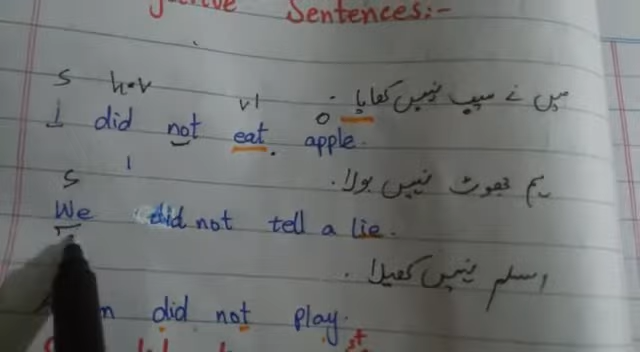 Sentences:-
S h.v v1 o
میں نے سیب نہیں کھایا .
I did not eat. apple.
S
ہم جھوٹ نہیں بولا.
We did not tell a lie.
اسلم نہیں کھیلا .
did not play.